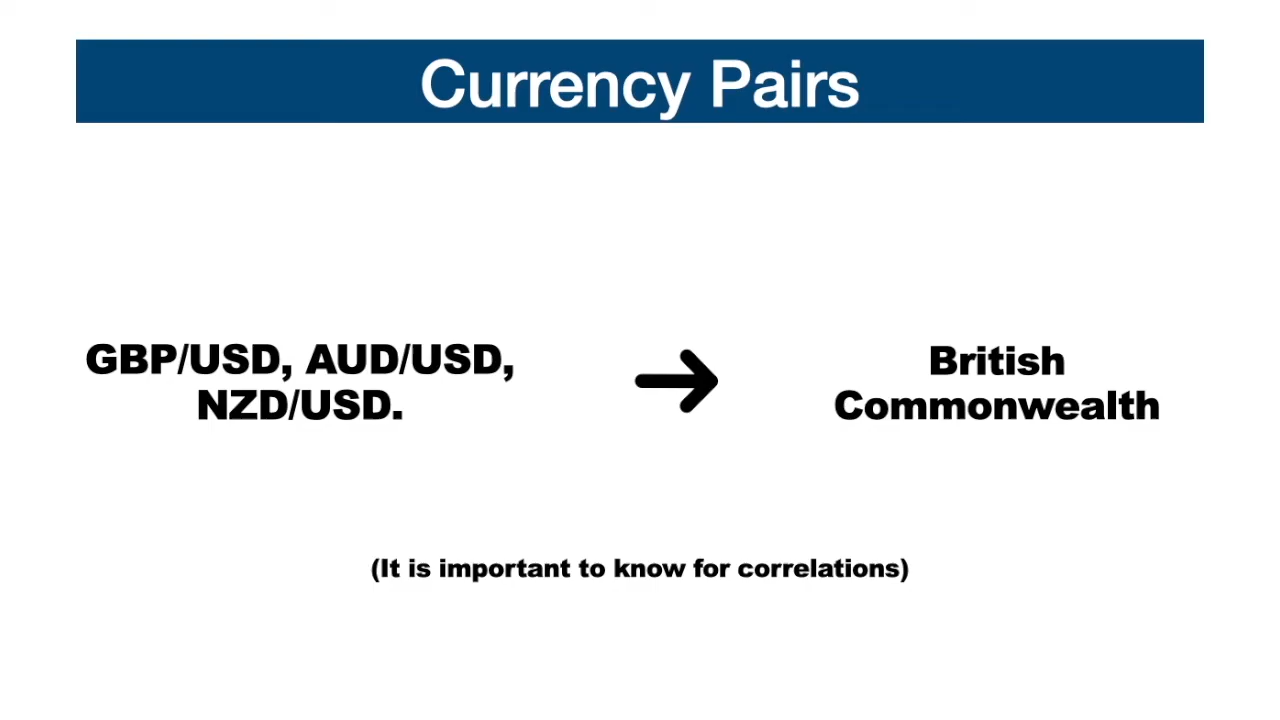 Currency Pairs
GBP/USD, AUD/USD,
NZD/USD.
British
Commonwealth
(It is important to know for correlations)